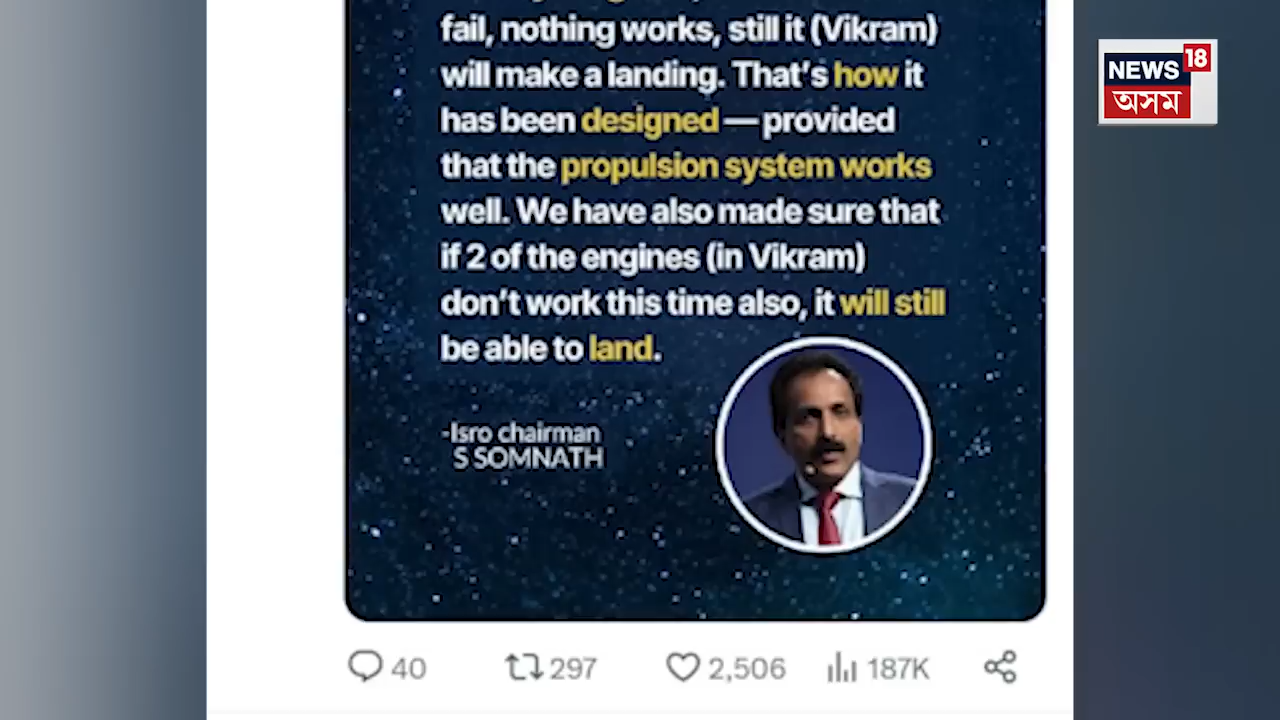 fail, nothing works, still it (Vikram)
will make a landing. That's how it
has been designed — provided
that the propulsion system works
well. We have also made sure that
if 2 of the engines (in Vikram)
don't work this time also, it will still
be able to land.
-Isro chairman
S SOMNATH
40 297 2,506 187K
NEWS 18
অসম